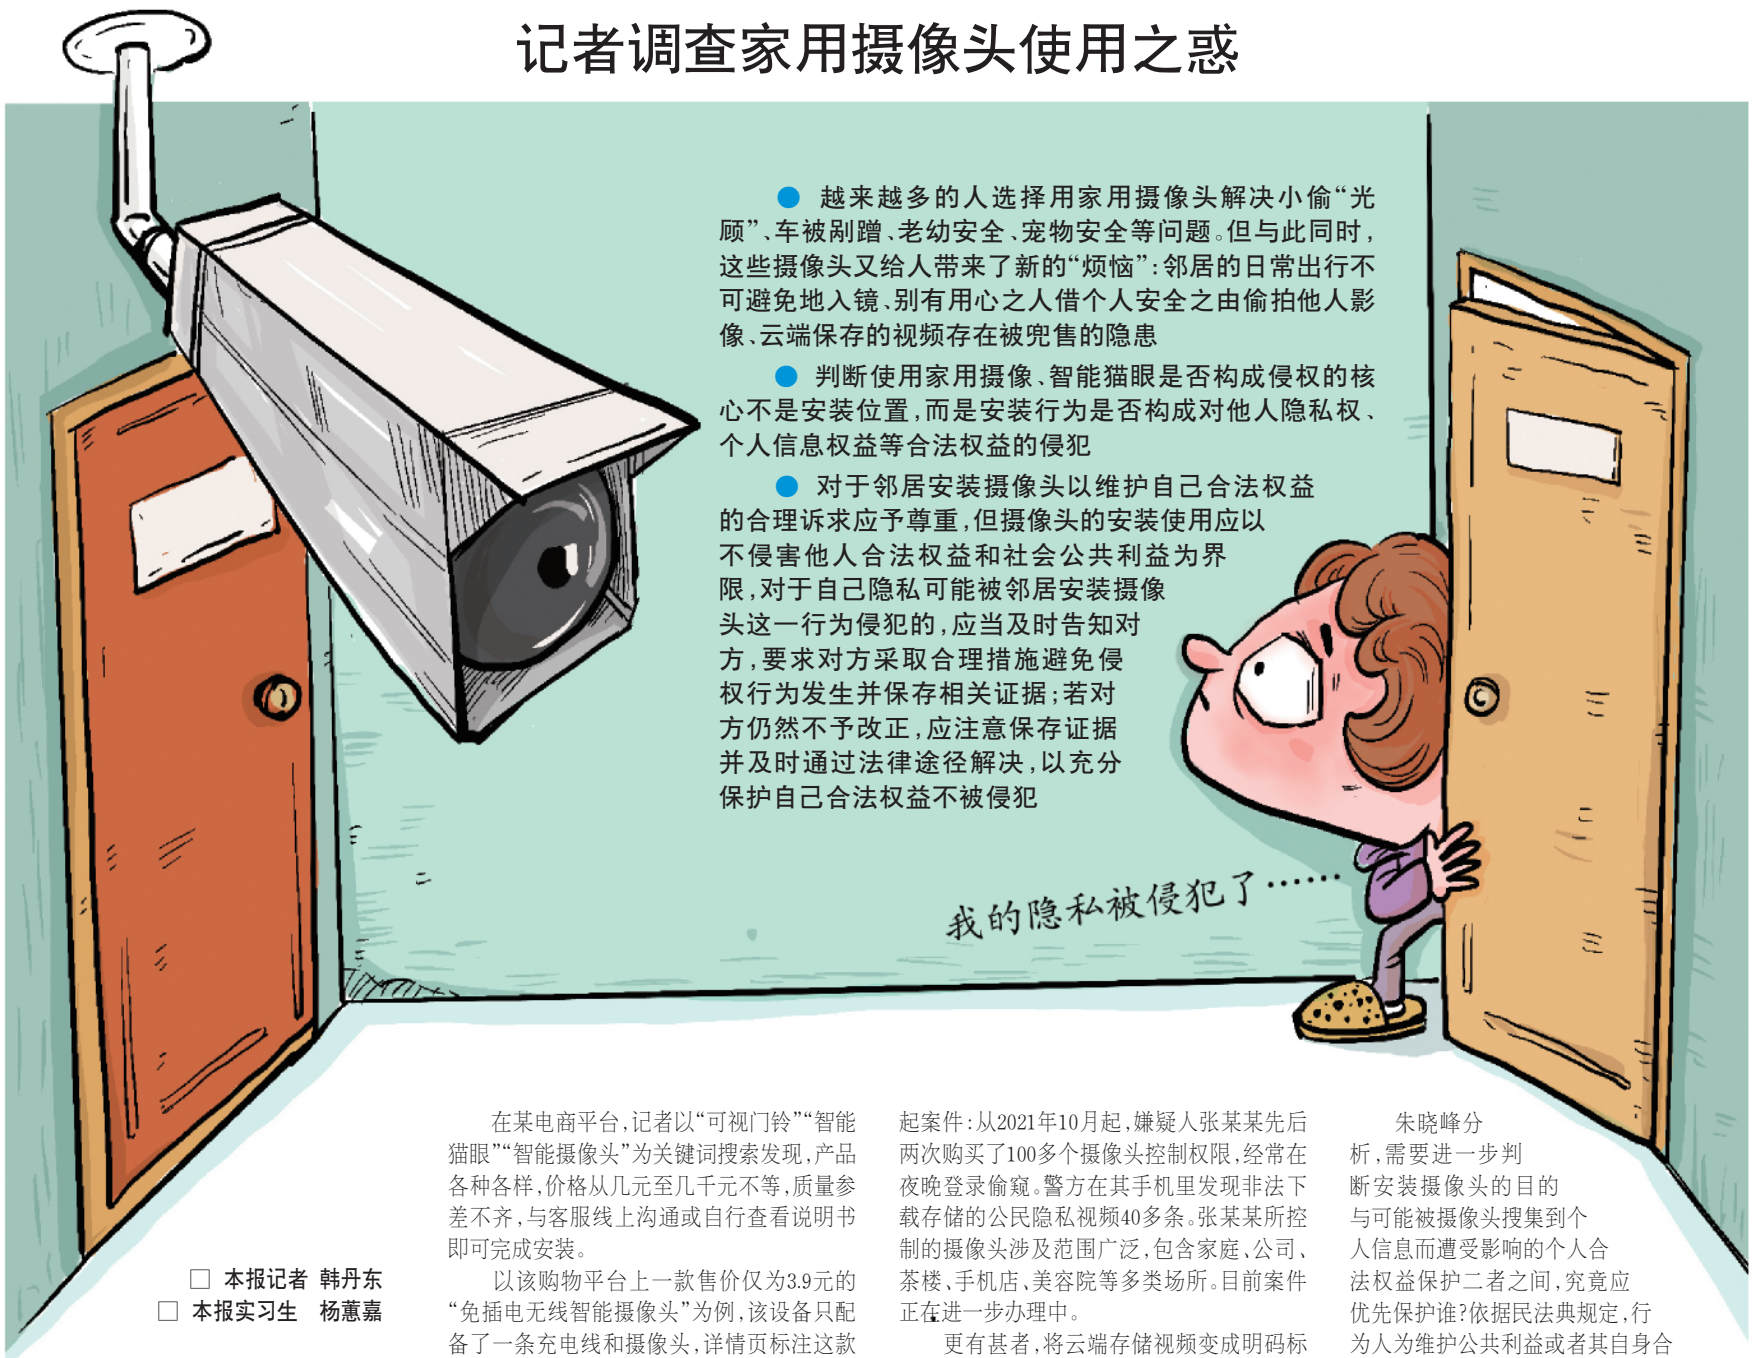 记者调查家用摄像头使用之惑
● 越来越多的人选择用家用摄像头解决小偷“光
顾”、车被剐蹭、老幼安全、宠物安全等问题。但与此同时，
这些摄像头又给人带来了新的“烦恼”：邻居的日常出行不
可避免地入镜、别有用心之人借个人安全之由偷拍他人影
像、云端保存的视频存在被兜售的隐患
● 判断使用家用摄像、智能猫眼是否构成侵权的核
心不是安装位置，而是安装行为是否构成对他人隐私权、
个人信息权益等合法权益的侵犯
● 对于邻居安装摄像头以维护自己合法权益
的合理诉求应予尊重，但摄像头的安装使用应以
不侵害他人合法权益和社会公共利益为界
限，对于自己隐私可能被邻居安装摄像
头这一行为侵犯的，应当及时告知对
方，要求对方采取合理措施避免侵
权行为发生并保存相关证据；若对
方仍然不予改正，应注意保存证据
并及时通过法律途径解决，以充分
保护自己合法权益不被侵犯
我的隐私被侵犯了……
□ 本报记者 韩丹东
□ 本报实习生 杨蕙嘉
在某电商平台，记者以“可视门铃”“智能
猫眼”“智能摄像头”为关键词搜索发现，产品
各种各样，价格从几元至几千元不等，质量参
差不齐，与客服线上沟通或自行查看说明书
即可完成安装。
以该购物平台上一款售价仅为3.9元的
“免插电无线智能摄像头”为例，该设备只配
备了一条充电线和摄像头，详情页标注这款
起案件：从2021年10月起，嫌疑人张某某先后
两次购买了100多个摄像头控制权限，经常在
夜晚登录偷窥。警方在其手机里发现非法下
载存储的公民隐私视频40多条。张某某所控
制的摄像头涉及范围广泛，包含家庭、公司、
茶楼、手机店、美容院等多类场所。目前案件
正在进一步办理中。
更有甚者，将云端存储视频变成明码标
朱晓峰分
析，需要进一步判
断安装摄像头的目的
与可能被摄像头搜集到个
人信息而遭受影响的个人合
法权益保护二者之间，究竟应
优先保护谁？依据民法典规定，行
为人为维护公共利益或者其自身合